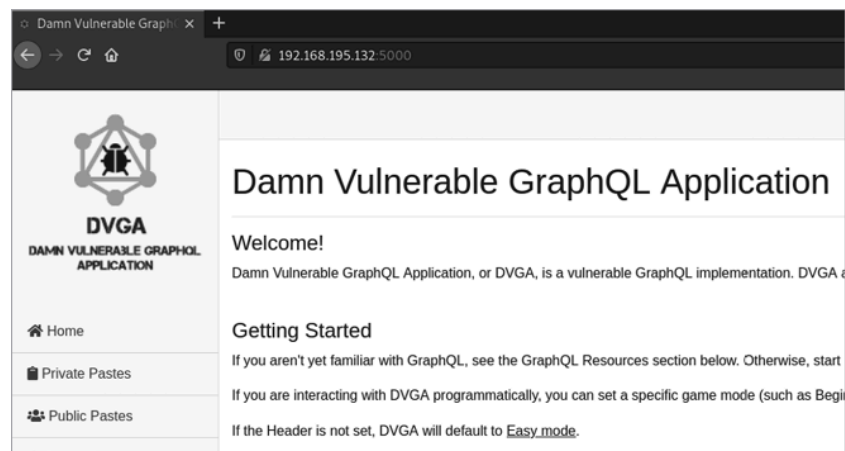 Damn Vulnerable Graph
192.168.195.132:5000
DVGA
DAMN VULNERABLE GRAPHQL
APPLICATION
Home
Private Pastes
Public Pastes
Damn Vulnerable GraphQL Application
Welcome!
Damn Vulnerable GraphQL Application, or DVGA, is a vulnerable GraphQL implementation. DVGA
Getting Started
If you aren't yet familiar with GraphQL, see the GraphQL Resources section below. Otherwise, start
If you are interacting with DVGA programmatically, you can set a specific game mode (such as Begi
If the Header is not set, DVGA will default to Easy mode.